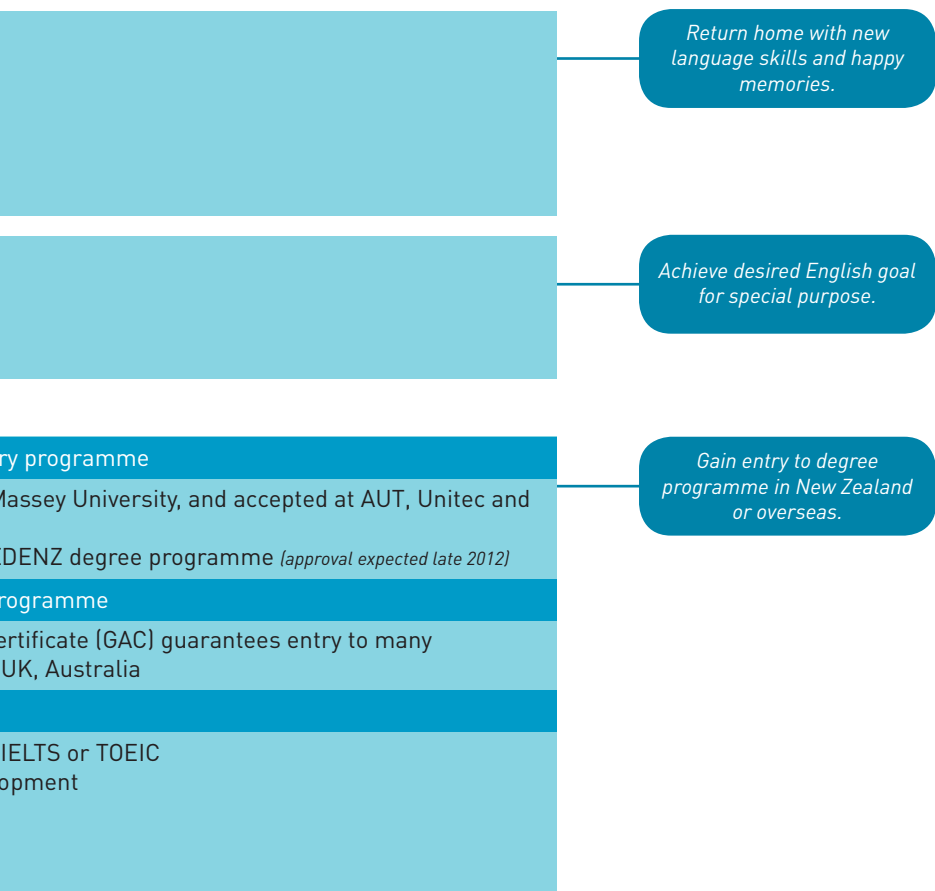 Return home with new
language skills and happy
memories.
Achieve desired English goal
for special purpose.
ry programme
Massey University, and accepted at AUT, Unitec and
EDENZ degree programme (approval expected late 2012)
rogramme
ertificate (GAC) guarantees entry to many
UK, Australia
IELTS or TOEIC
opment
Gain entry to degree
programme in New Zealand
or overseas.